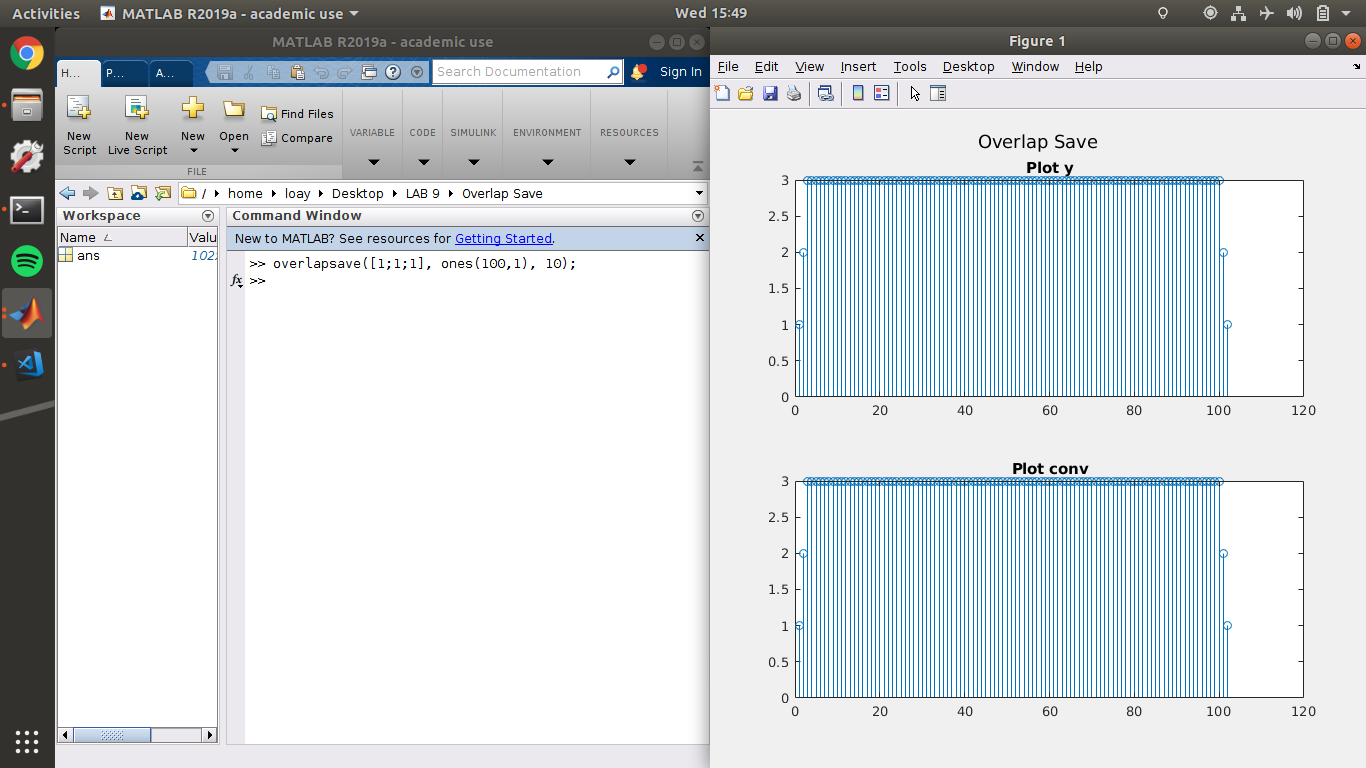 Activities MATLAB R2019a - academic use Wed 15:49
MATLAB R2019a - academic use
H... P... A... Search Documentation Sign In
New Script
New Live Script
New
Open
Find Files
Compare
VARIABLE CODE SIMULINK ENVIRONMENT RESOURCES
FILE
/ home loay Desktop LAB 9 Overlap Save
Workspace
Name Valu
ans 102
Command Window
New to MATLAB? See resources for Getting Started.
>> overlapsave([1;1;1], ones(100,1), 10);
fx >>
Figure 1
File Edit View Insert Tools Desktop Window Help
Overlap Save
Plot y
3
2.5
2
1.5
1
0.5
0
0 20 40 60 80 100 120
Plot conv
3
2.5
2
1.5
1
0.5
0
0 20 40 60 80 100 120